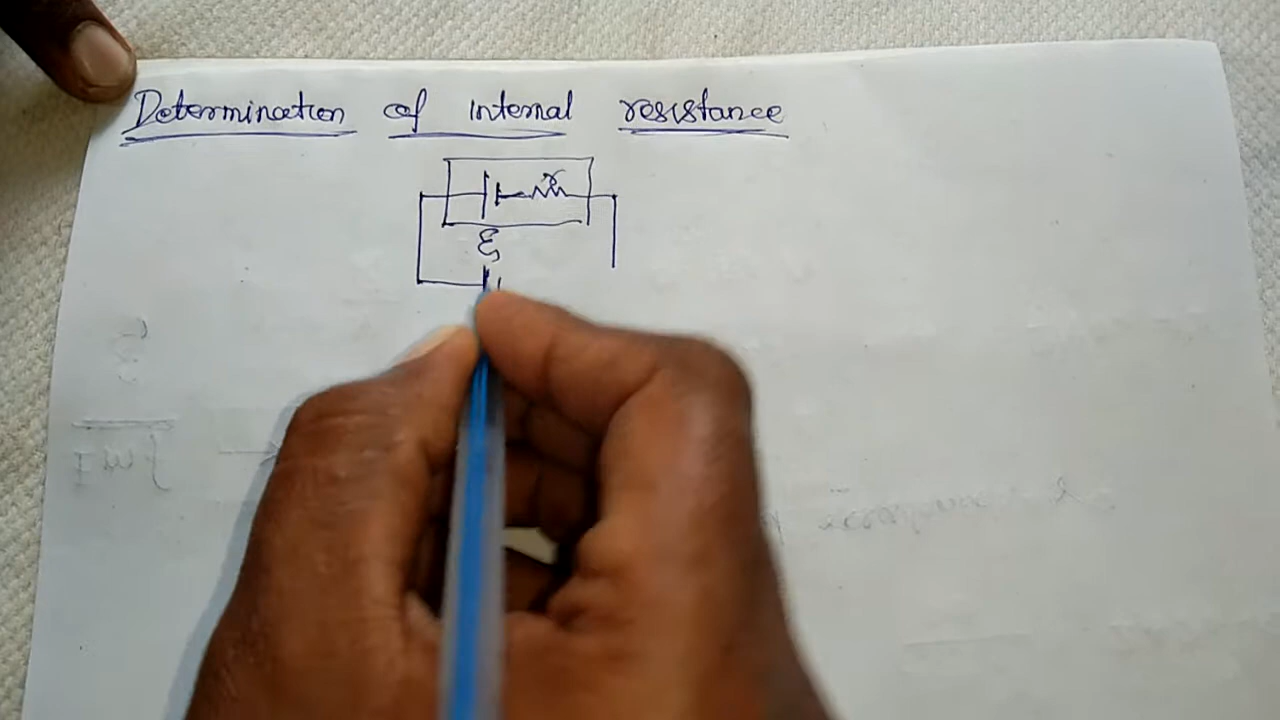 Determination of internal resistance
r
ξ